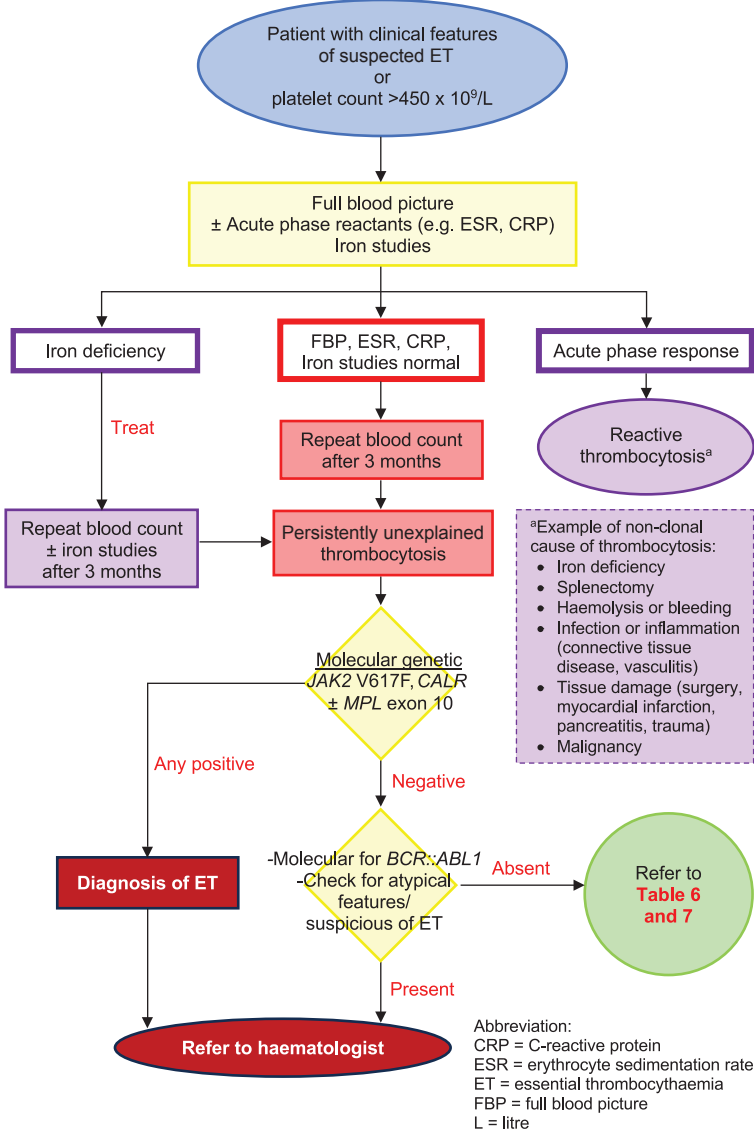 Patient with clinical features
of suspected ET
or
platelet count >450 x 10⁹/L
Full blood picture
± Acute phase reactants (e.g. ESR, CRP)
Iron studies
Iron deficiency
FBP, ESR, CRP,
Iron studies normal
Acute phase response
Treat
Repeat blood count
after 3 months
Reactive
thrombocytosisᵃ
Repeat blood count
± iron studies
after 3 months
Persistently unexplained
thrombocytosis
ᵃExample of non-clonal
cause of thrombocytosis:
• Iron deficiency
• Splenectomy
• Haemolysis or bleeding
• Infection or inflammation
(connective tissue
disease, vasculitis)
• Tissue damage (surgery,
myocardial infarction,
pancreatitis, trauma)
• Malignancy
Molecular genetic
JAK2 V617F, CALR
± MPL exon 10
Any positive
Negative
Diagnosis of ET
-Molecular for BCR::ABL1
-Check for atypical
features/
suspicious of ET
Absent
Refer to
Table 6
and 7
Present
Refer to haematologist
Abbreviation:
CRP = C-reactive protein
ESR = erythrocyte sedimentation rate
ET = essential thrombocythaemia
FBP = full blood picture
L = litre